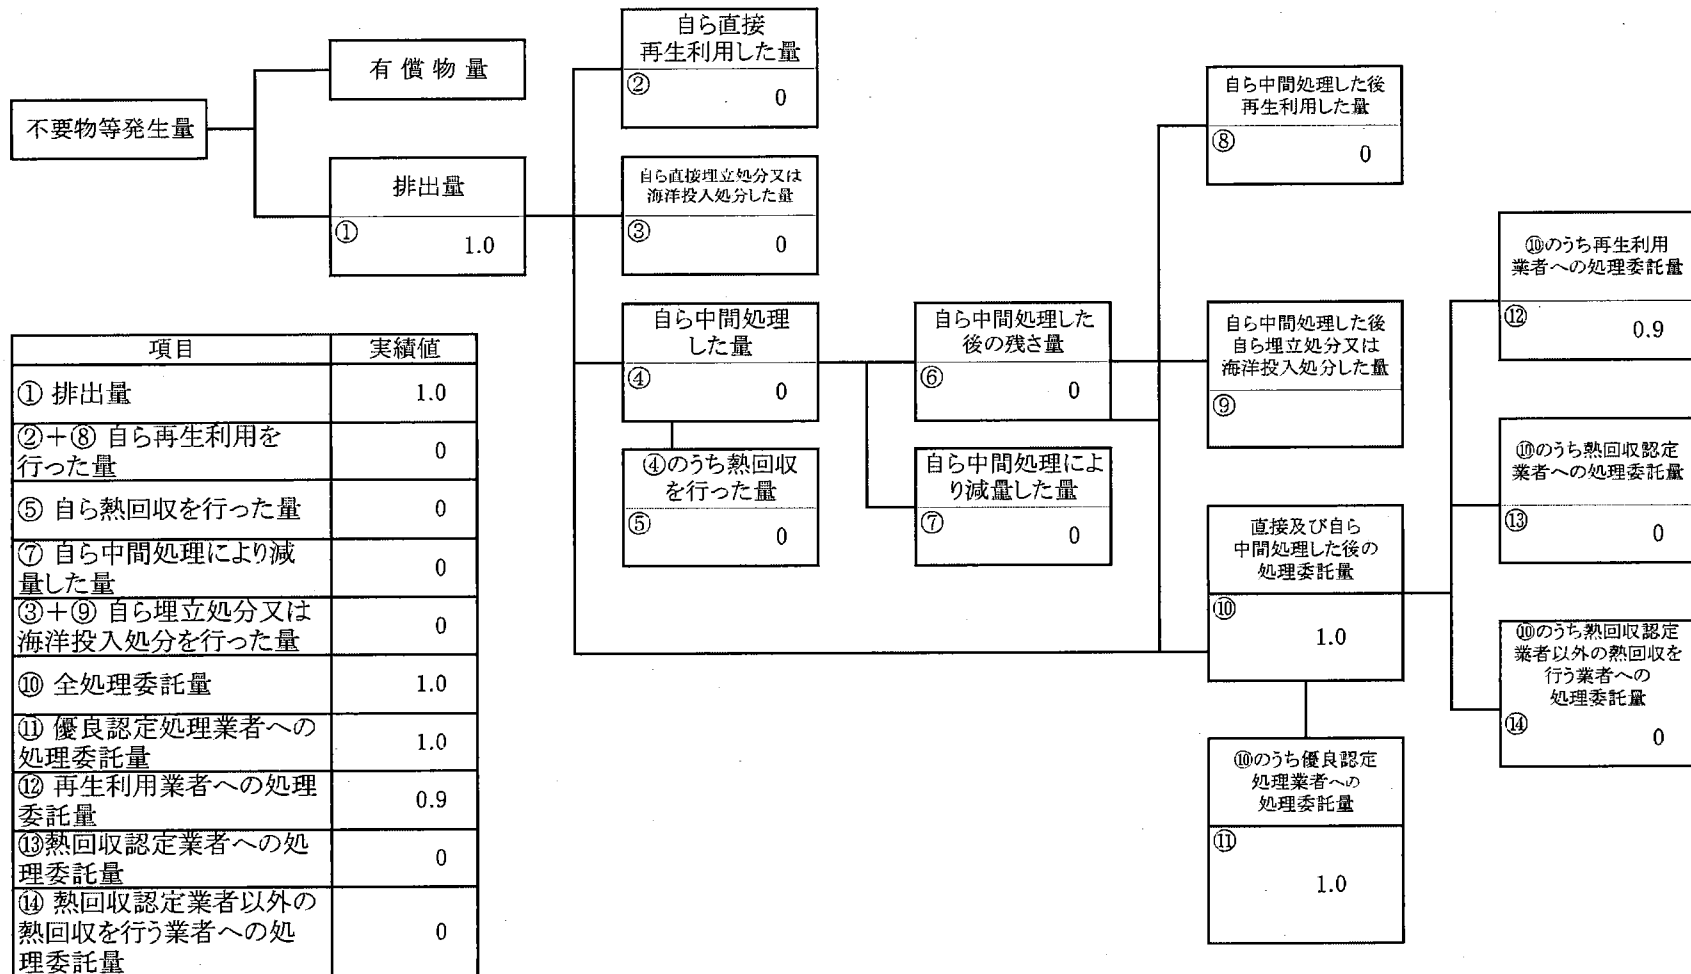 不要物等発生量
有償物量
排出量
①
1.0
自ら直接
再生利用した量
②
0
自ら直接埋立処分又は
海洋投入処分した量
③
0
自ら中間処理
した量
④
0
④のうち熱回収
を行った量
⑤
0
自ら中間処理した
後の残さ量
⑥
0
自ら中間処理によ
り減量した量
⑦
0
自ら中間処理した後
再生利用した量
⑧
0
自ら中間処理した後
自ら埋立処分又は
海洋投入処分した量
⑨
直接及び自ら
中間処理した後の
処理委託量
⑩
1.0
⑩のうち優良認定
処理業者への
処理委託量
⑪
1.0
⑩のうち再生利用
業者への処理委託量
⑫
0.9
⑩のうち熱回収認定
業者への処理委託量
⑬
0
⑩のうち熱回収認定
業者以外の熱回収を
行う業者への
処理委託量
⑭
0
項目 実績値
① 排出量 1.0
②+⑧ 自ら再生利用を
行った量 0
⑤ 自ら熱回収を行った量 0
⑦ 自ら中間処理により減
量した量 0
③+⑨ 自ら埋立処分又は
海洋投入処分を行った量 0
⑩ 全処理委託量 1.0
⑪ 優良認定処理業者への
処理委託量 1.0
⑫ 再生利用業者への処理
委託量 0.9
⑬熱回収認定業者への処
理委託量 0
⑭ 熱回収認定業者以外の
熱回収を行う業者への処
理委託量 0